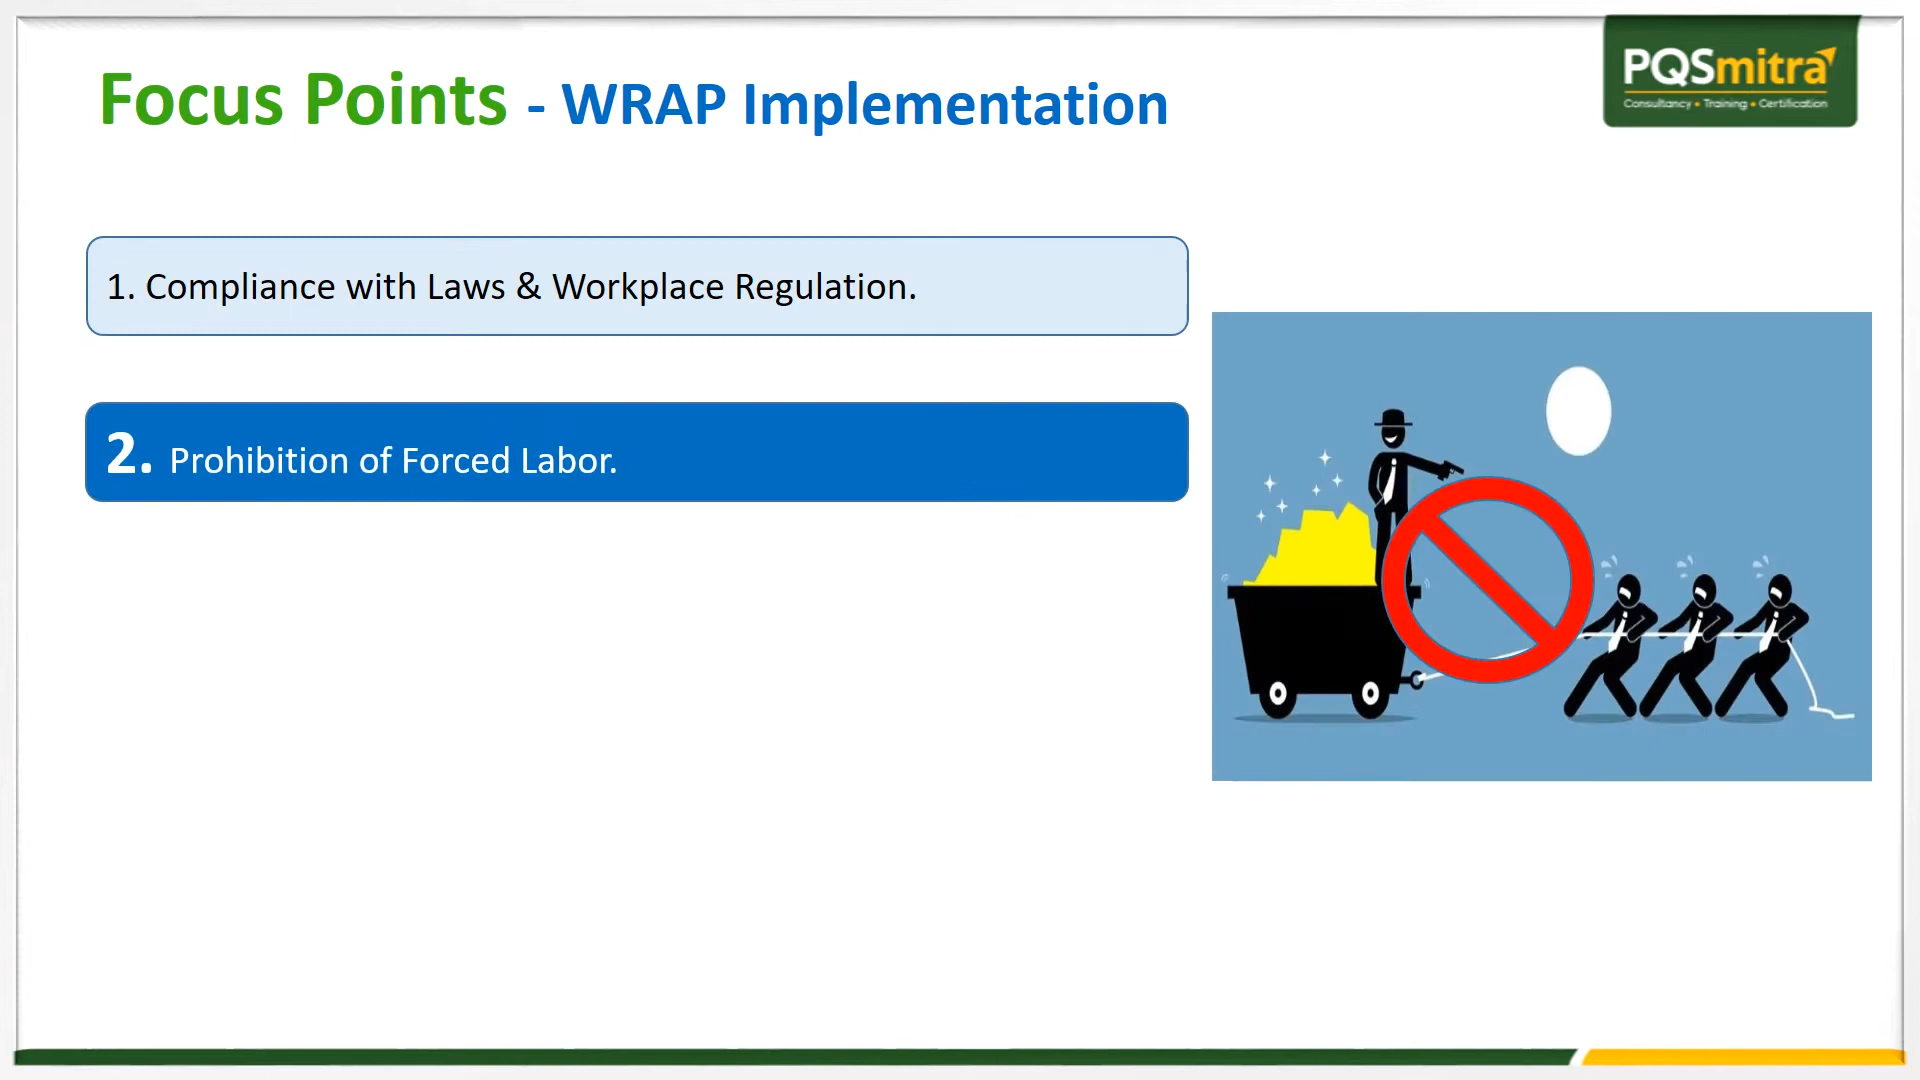 Focus Points - WRAP Implementation
PQSmitra
Consultancy • Training • Certification
1. Compliance with Laws & Workplace Regulation.
2. Prohibition of Forced Labor.